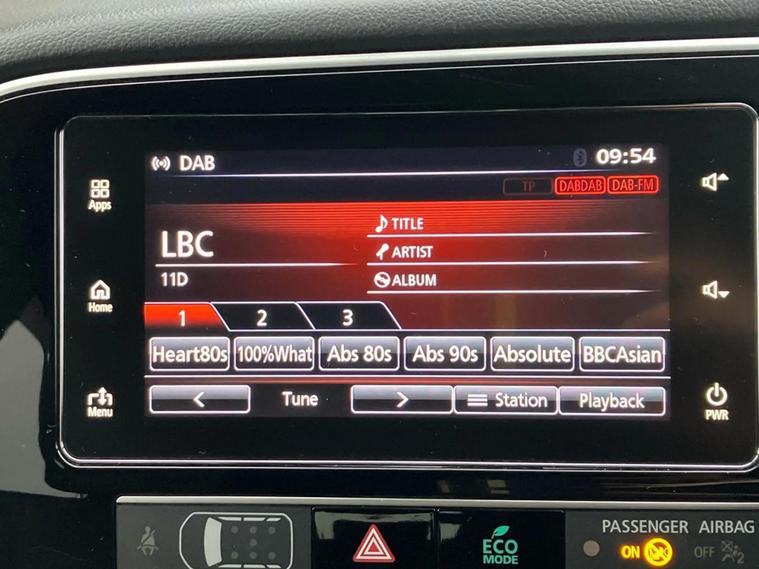 DAB 09:54
TP DABDAB DAB-FM
Apps
LBC
TITLE
ARTIST
11D
ALBUM
Home
1 2 3
Heart80s 100%What Abs 80s Abs 90s Absolute BBCAsian
< Tune > Station Playback
Menu
PWR
PASSENGER AIRBAG
ECO
MODE
ON OFF
2